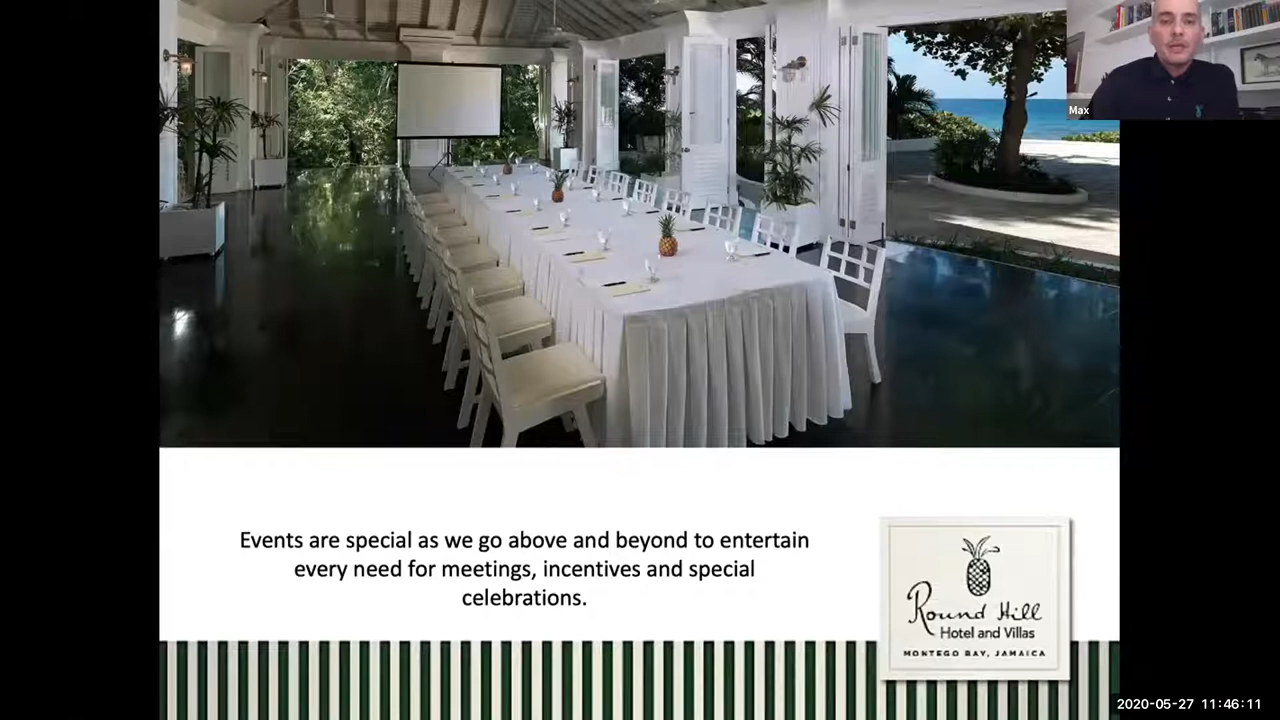 Max
Events are special as we go above and beyond to entertain
every need for meetings, incentives and special
celebrations.
Round Hill
Hotel and Villas
MONTEGO BAY, JAMAICA
2020-05-27 11:46:11